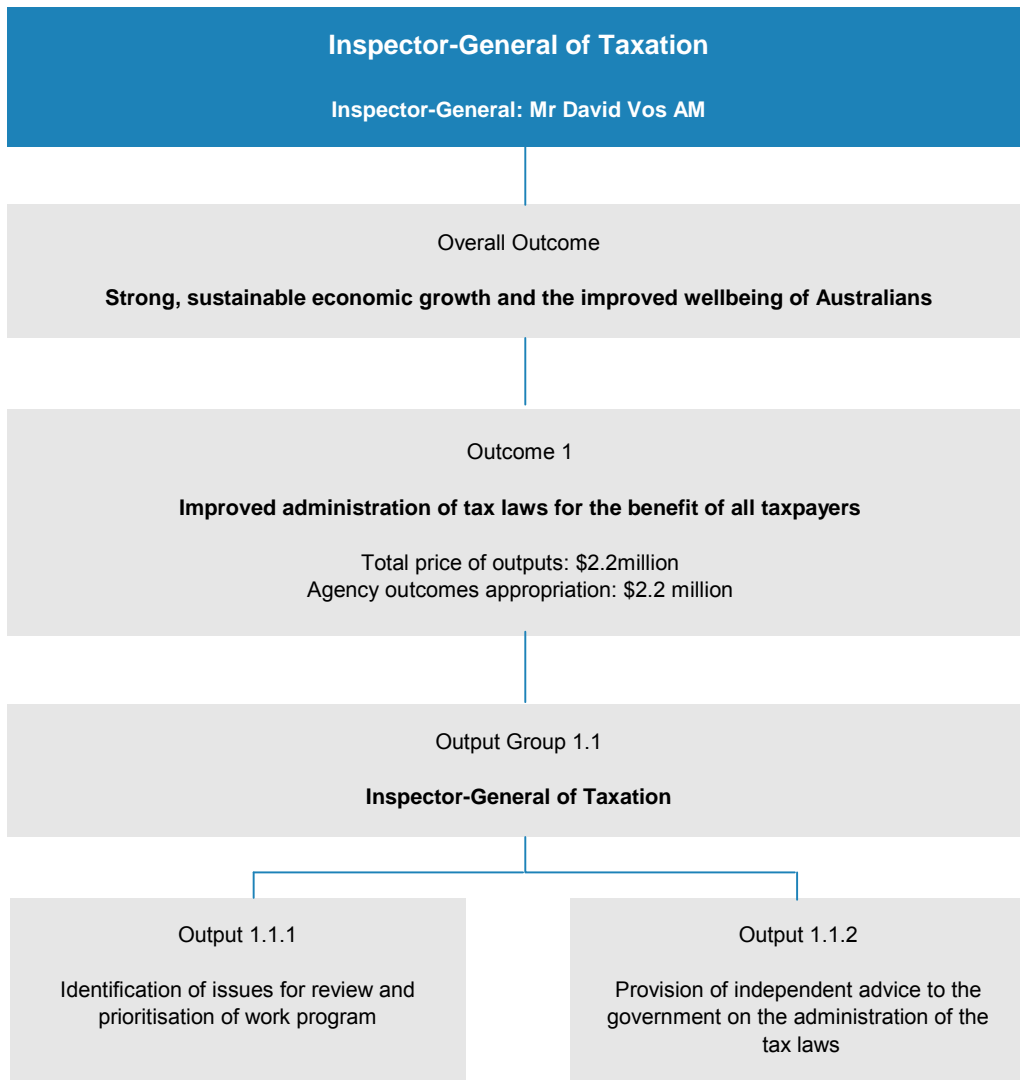 Inspector-General of Taxation
Inspector-General: Mr David Vos AM
Overall Outcome
Strong, sustainable economic growth and the improved wellbeing of Australians
Outcome 1
Improved administration of tax laws for the benefit of all taxpayers
Total price of outputs: $2.2million
Agency outcomes appropriation: $2.2 million
Output Group 1.1
Inspector-General of Taxation
Output 1.1.1
Identification of issues for review and
prioritisation of work program
Output 1.1.2
Provision of independent advice to the
government on the administration of the
tax laws